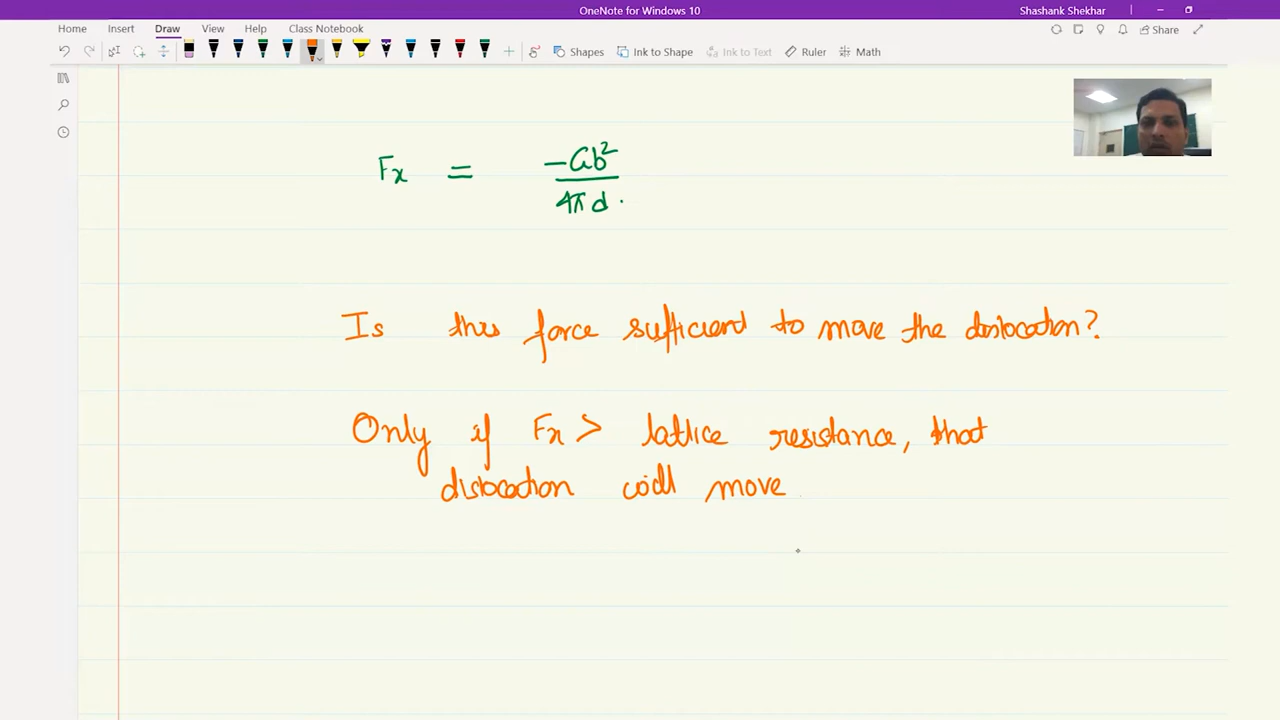 OneNote for Windows 10
Shashank Shekhar
Home Insert Draw View Help Class Notebook
Shapes Ink to Shape Ink to Text Ruler Math Share
Fx = -Gb²
4πd.
Is this force sufficient to move the dislocation?
Only if Fx > lattice resistance, that
dislocation will move.